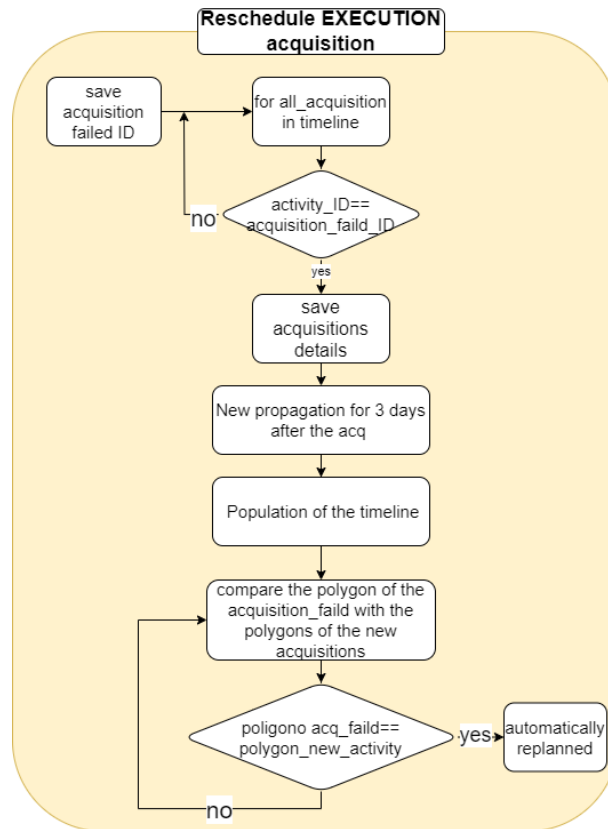 Reschedule EXECUTION
acquisition
save
acquisition
failed ID
for all_acquisition
in timeline
activity_ID==
acquisition_faild_ID
no
yes
save
acquisitions
details
New propagation for 3 days
after the acq
Population of the timeline
compare the polygon of the
acquisition_faild with the
polygons of the new
acquisitions
poligono acq_faild==
polygon_new_activity
yes
automatically
replanned
no